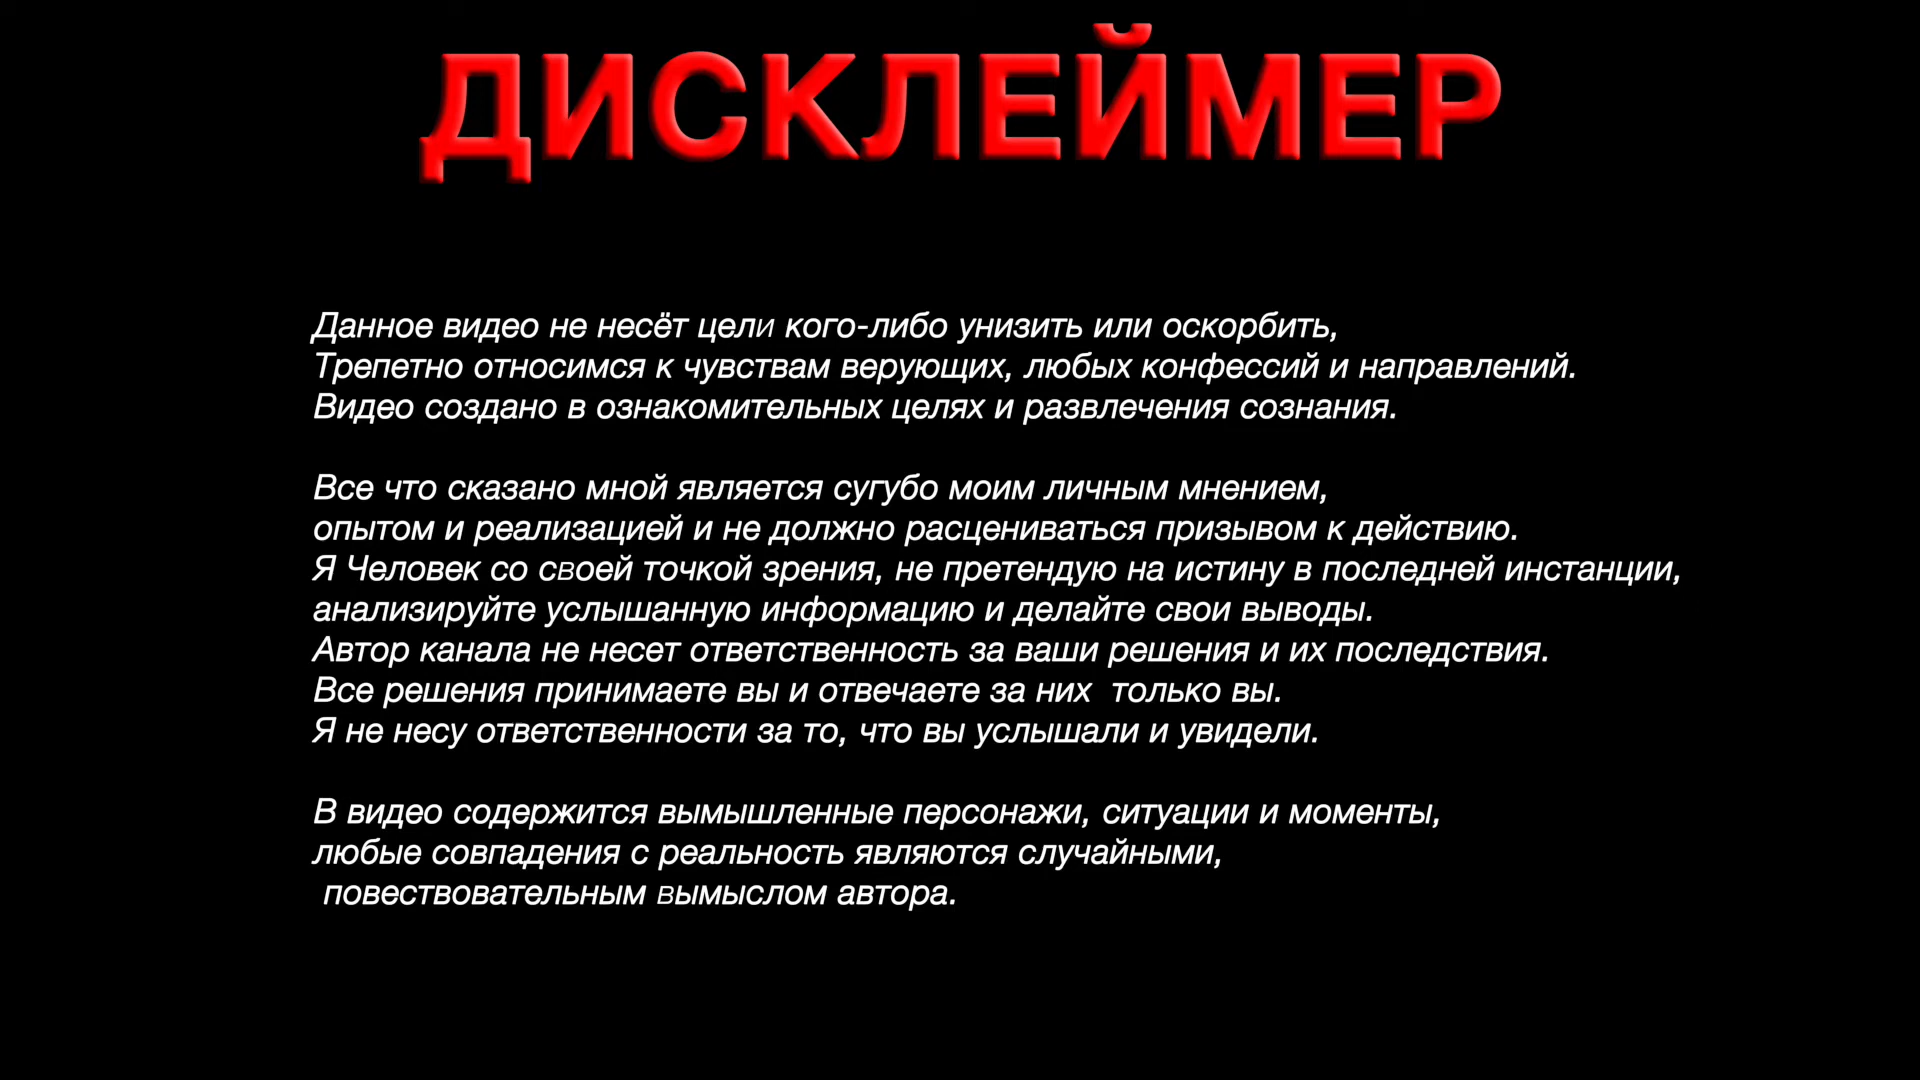 ДИСКЛЕЙМЕР
Данное видео не несёт цели кого-либо унизить или оскорбить,
Трепетно относимся к чувствам верующих, любых конфессий и направлений.
Видео создано в ознакомительных целях и развлечения сознания.
Все что сказано мной является сугубо моим личным мнением,
опытом и реализацией и не должно расцениваться призывом к действию.
Я Человек со своей точкой зрения, не претендую на истину в последней инстанции,
анализируйте услышанную информацию и делайте свои выводы.
Автор канала не несет ответственность за ваши решения и их последствия.
Все решения принимаете вы и отвечаете за них  только вы.
Я не несу ответственности за то, что вы услышали и увидели.
В видео содержится вымышленные персонажи, ситуации и моменты,
любые совпадения с реальность являются случайными,
повествовательным вымыслом автора.